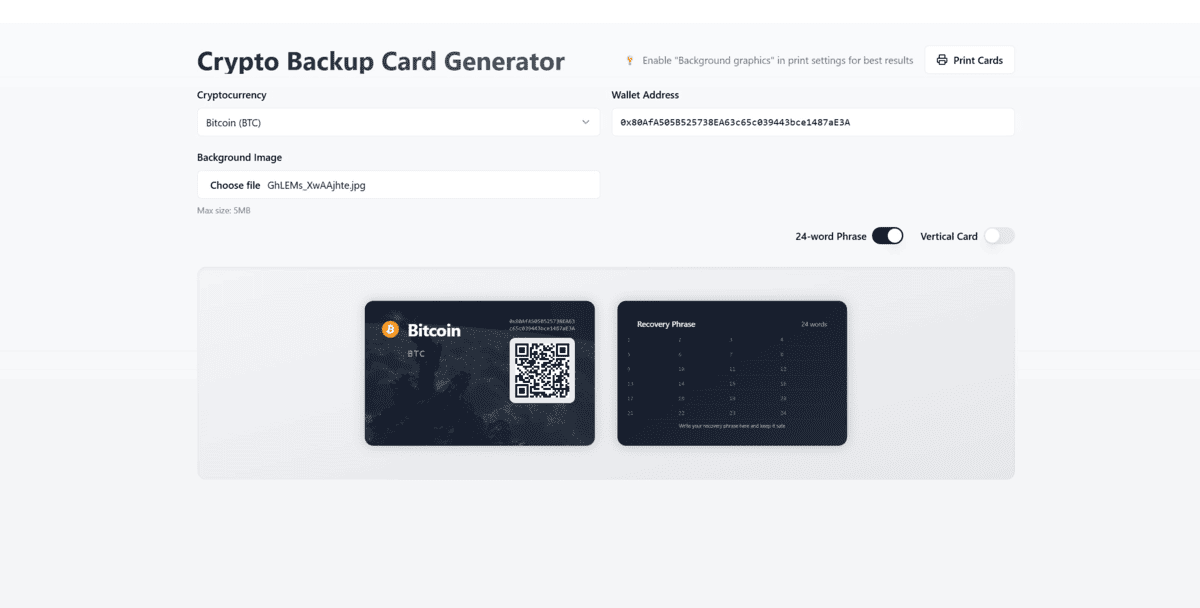 Crypto Backup Card Generator
Enable "Background graphics" in print settings for best results
Print Cards
Cryptocurrency
Bitcoin (BTC)
Wallet Address
0x80AfA505B525738EA63c65c039443bce1487aE3A
Background Image
Choose file GhLEMs_XwAAjhte.jpg
Max size: 5MB
24-word Phrase
Vertical Card
Bitcoin
BTC
0x80AfA505B525738EA63
c65c039443bce1487aE3A
Recovery Phrase
24 words
1 2 3 4
5 6 7 8
9 10 11 12
13 14 15 16
17 18 19 20
21 22 23 24
Write your recovery phrase here and keep it safe